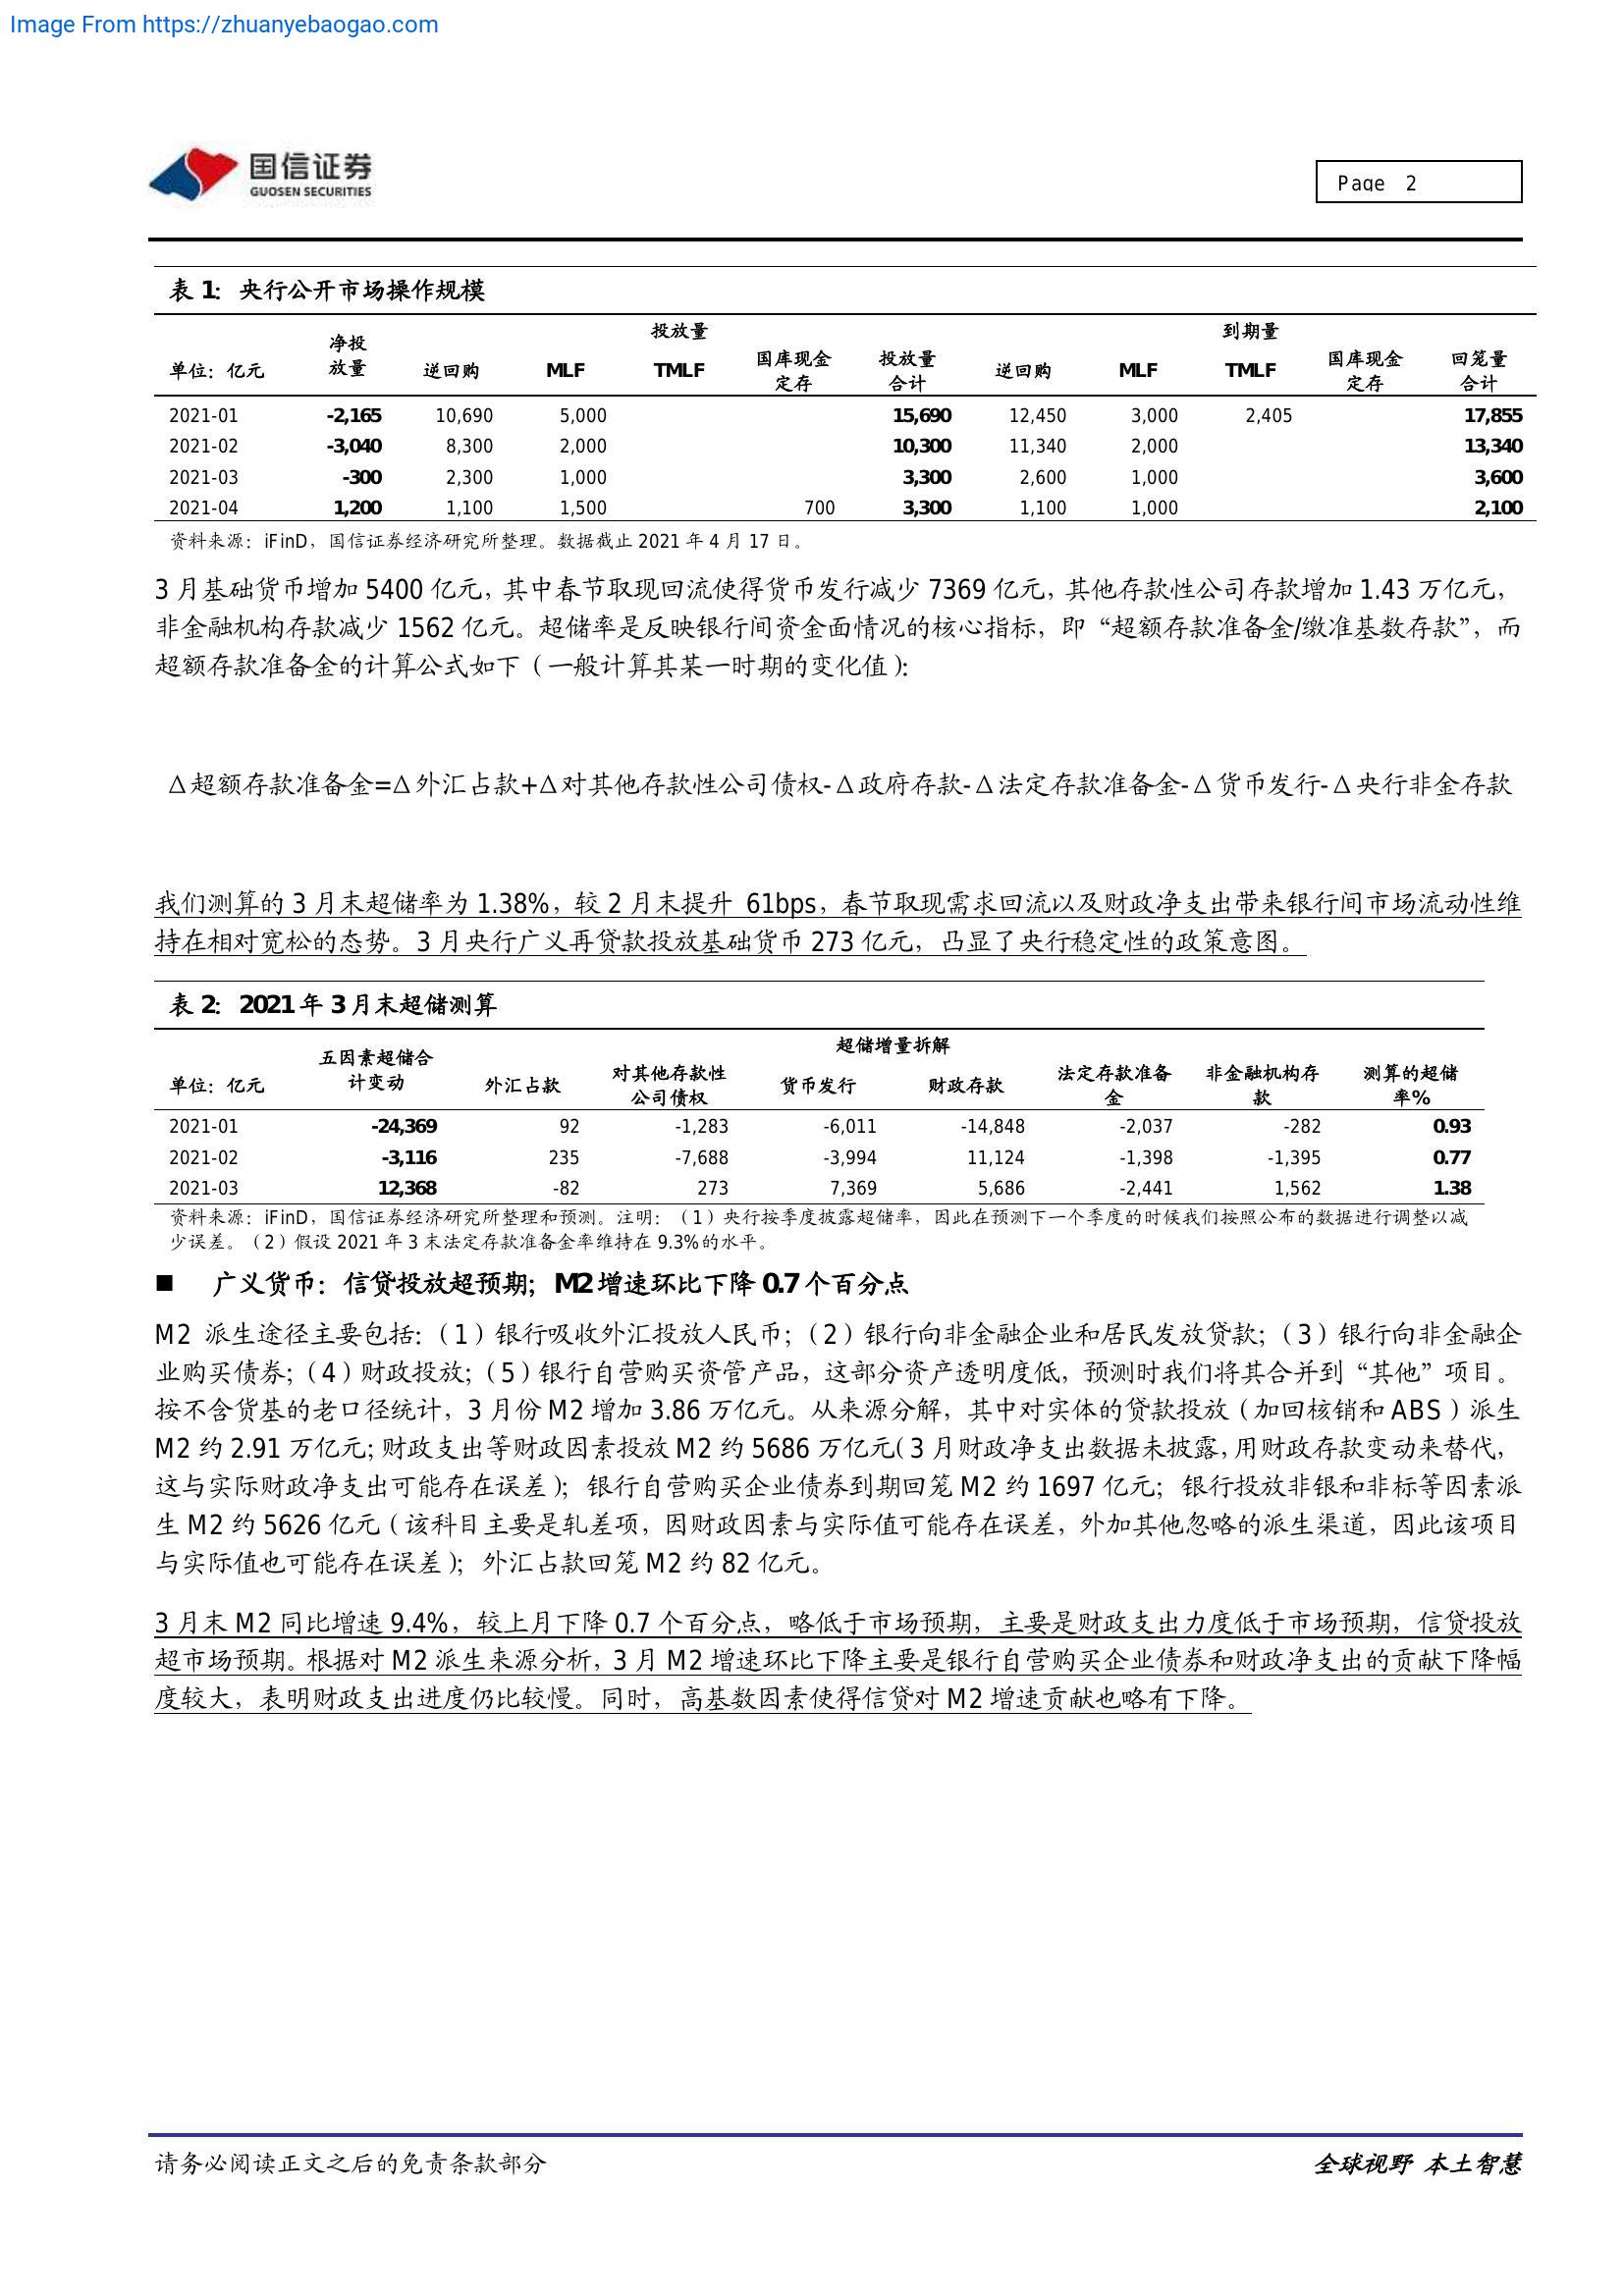 Image From https://zhuanyebaogao.com
国信证券
GUOSEN SECURITIES
Page 2
表 1：央行公开市场操作规模
投放量 到期量
单位：亿元 净投放量 逆回购 MLF TMLF 国库现金定存 投放量合计 逆回购 MLF TMLF 国库现金定存 回笼量合计
2021-01 -2,165 10,690 5,000 15,690 12,450 3,000 2,405 17,855
2021-02 -3,040 8,300 2,000 10,300 11,340 2,000 13,340
2021-03 -300 2,300 1,000 3,300 2,600 1,000 3,600
2021-04 1,200 1,100 1,500 700 3,300 1,100 1,000 2,100
资料来源：iFinD，国信证券经济研究所整理。数据截止 2021 年 4 月 17 日。
3 月基础货币增加 5400 亿元，其中春节取现回流使得货币发行减少 7369 亿元，其他存款性公司存款增加 1.43 万亿元，
非金融机构存款减少 1562 亿元。超储率是反映银行间资金面情况的核心指标，即“超额存款准备金/缴准基数存款”，而
超额存款准备金的计算公式如下（一般计算其某一时期的变化值）：
Δ超额存款准备金=Δ外汇占款+Δ对其他存款性公司债权-Δ政府存款-Δ法定存款准备金-Δ货币发行-Δ央行非金存款
我们测算的 3 月末超储率为 1.38%，较 2 月末提升 61bps，春节取现需求回流以及财政净支出带来银行间市场流动性维
持在相对宽松的态势。3 月央行广义再贷款投放基础货币 273 亿元，凸显了央行稳定性的政策意图。
表 2：2021 年 3 月末超储测算
超储增量拆解
单位：亿元 五因素超储合计变动 外汇占款 对其他存款性公司债权 货币发行 财政存款 法定存款准备金 非金融机构存款 测算的超储率%
2021-01 -24,369 92 -1,283 -6,011 -14,848 -2,037 -282 0.93
2021-02 -3,116 235 -7,688 -3,994 11,124 -1,398 -1,395 0.77
2021-03 12,368 -82 273 7,369 5,686 -2,441 1,562 1.38
资料来源：iFinD，国信证券经济研究所整理和预测。注明：（1）央行按季度披露超储率，因此在预测下一个季度的时候我们按照公布的数据进行调整以减
少误差。（2）假设 2021 年 3 末法定存款准备金率维持在 9.3%的水平。
■ 广义货币：信贷投放超预期；M2 增速环比下降 0.7 个百分点
M2 派生途径主要包括：（1）银行吸收外汇投放人民币；（2）银行向非金融企业和居民发放贷款；（3）银行向非金融企
业购买债券；（4）财政投放；（5）银行自营购买资管产品，这部分资产透明度低，预测时我们将其合并到“其他”项目。
按不含货基的老口径统计，3 月份 M2 增加 3.86 万亿元。从来源分解，其中对实体的贷款投放（加回核销和 ABS）派生
M2 约 2.91 万亿元；财政支出等财政因素投放 M2 约 5686 万亿元（3 月财政净支出数据未披露，用财政存款变动来替代，
这与实际财政净支出可能存在误差）；银行自营购买企业债券到期回笼 M2 约 1697 亿元；银行投放非银和非标等因素派
生 M2 约 5626 亿元（该科目主要是轧差项，因财政因素与实际值可能存在误差，外加其他忽略的派生渠道，因此该项目
与实际值也可能存在误差）；外汇占款回笼 M2 约 82 亿元。
3 月末 M2 同比增速 9.4%，较上月下降 0.7 个百分点，略低于市场预期，主要是财政支出力度低于市场预期，信贷投放
超市场预期。根据对 M2 派生来源分析，3 月 M2 增速环比下降主要是银行自营购买企业债券和财政净支出的贡献下降幅
度较大，表明财政支出进度仍比较慢。同时，高基数因素使得信贷对 M2 增速贡献也略有下降。
请务必阅读正文之后的免责条款部分
全球视野 本土智慧